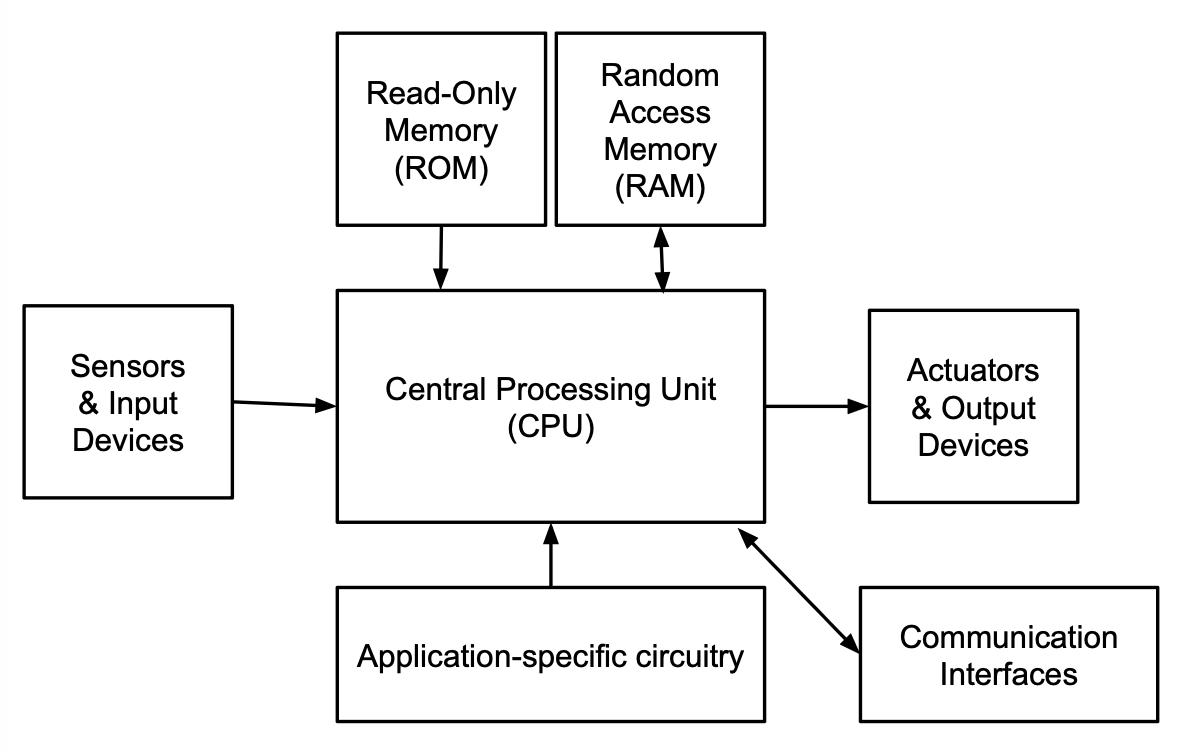 Read-Only
Memory
(ROM)
Random
Access
Memory
(RAM)
Sensors
& Input
Devices
Central Processing Unit
(CPU)
Actuators
& Output
Devices
Application-specific circuitry
Communication
Interfaces